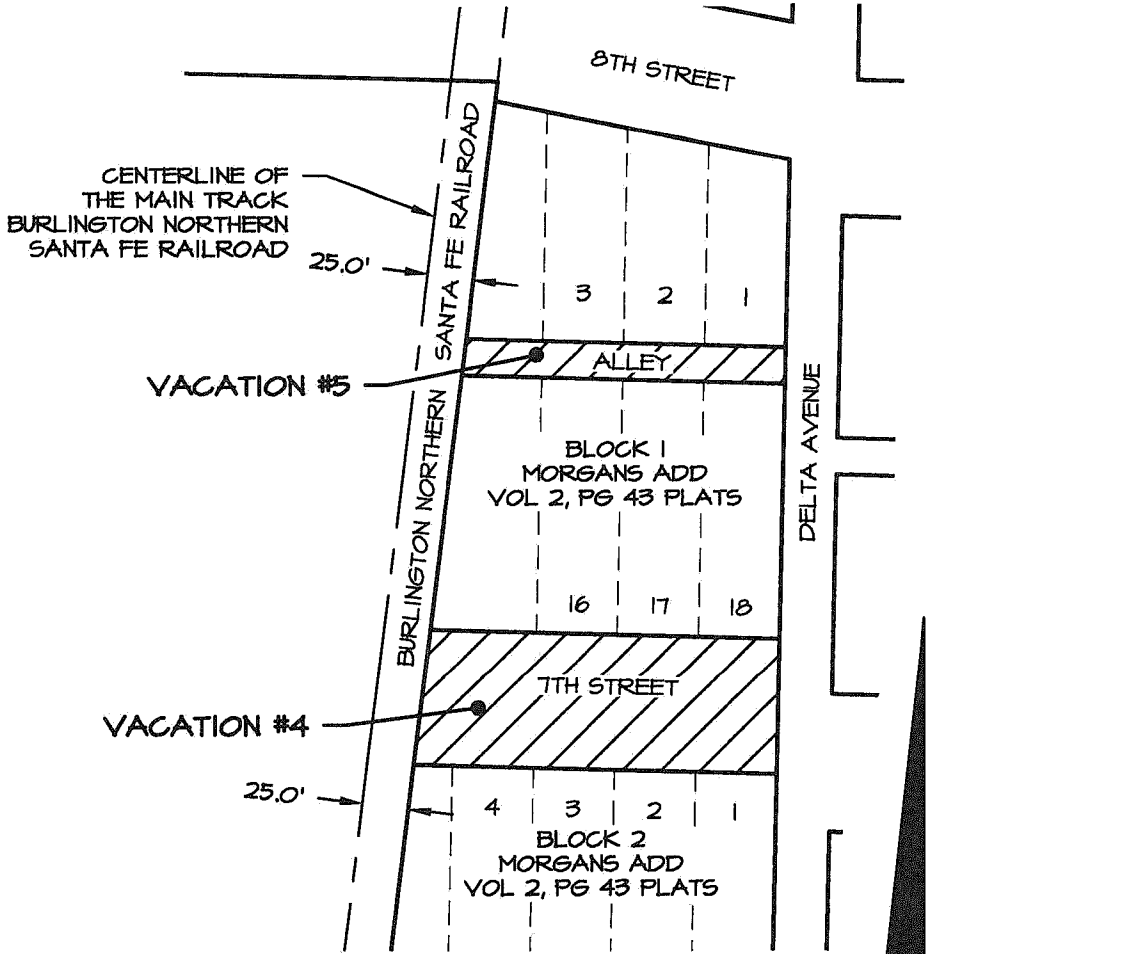 8TH STREET
CENTERLINE OF
THE MAIN TRACK
BURLINGTON NORTHERN
SANTA FE RAILROAD
25.0'
BURLINGTON NORTHERN SANTA FE RAILROAD
3 2 1
ALLEY
VACATION #5
DELTA AVENUE
BLOCK 1
MORGANS ADD
VOL 2, PG 43 PLATS
16 17 18
7TH STREET
VACATION #4
25.0'
4 3 2 1
BLOCK 2
MORGANS ADD
VOL 2, PG 43 PLATS